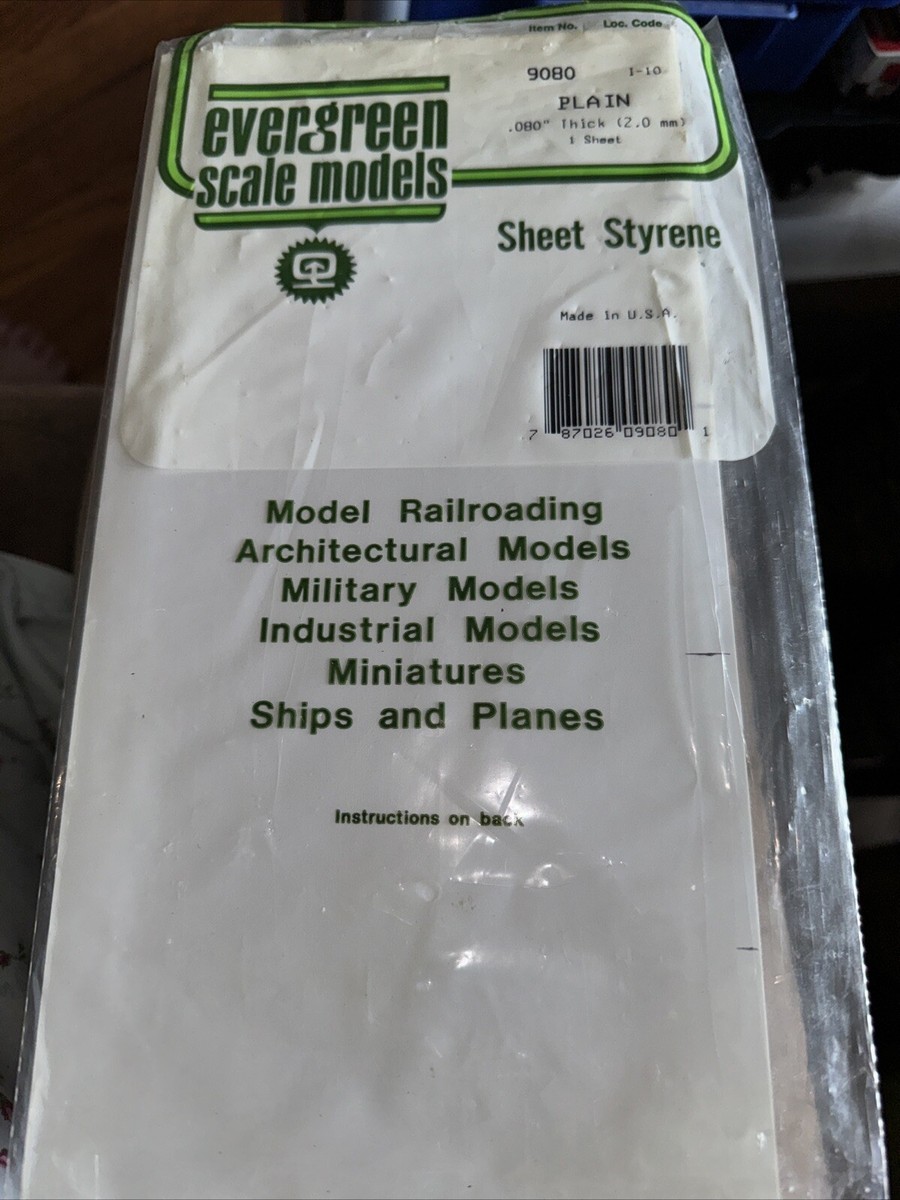 Item No. Loc. Code
9080 1-10
PLAIN
.080" Thick (2.0 mm)
1 Sheet
evergreen
scale models
Sheet Styrene
Made in U.S.A.
7 87026 09080 1
Model Railroading
Architectural Models
Military Models
Industrial Models
Miniatures
Ships and Planes
Instructions on back